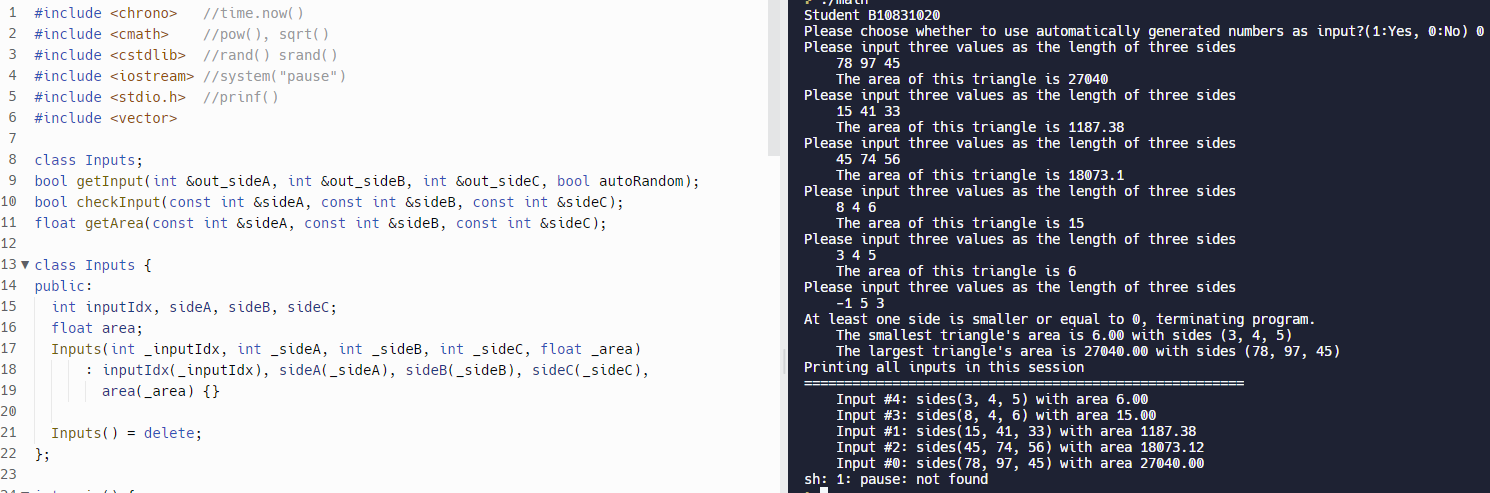 1 #include <chrono> //time.now()
2 #include <cmath> //pow(), sqrt()
3 #include <cstdlib> //rand() srand()
4 #include <iostream> //system("pause")
5 #include <stdio.h> //prinf()
6 #include <vector>
7
8 class Inputs;
9 bool getInput(int &out_sideA, int &out_sideB, int &out_sideC, bool autoRandom);
10 bool checkInput(const int &sideA, const int &sideB, const int &sideC);
11 float getArea(const int &sideA, const int &sideB, const int &sideC);
12
13 class Inputs {
14 public:
15 int inputIdx, sideA, sideB, sideC;
16 float area;
17 Inputs(int _inputIdx, int _sideA, int _sideB, int _sideC, float _area)
18 : inputIdx(_inputIdx), sideA(_sideA), sideB(_sideB), sideC(_sideC),
19 area(_area) {}
20
21 Inputs() = delete;
22 };
23
Student B10831020
Please choose whether to use automatically generated numbers as input?(1:Yes, 0:No) 0
Please input three values as the length of three sides
78 97 45
The area of this triangle is 27040
Please input three values as the length of three sides
15 41 33
The area of this triangle is 1187.38
Please input three values as the length of three sides
45 74 56
The area of this triangle is 18073.1
Please input three values as the length of three sides
8 4 6
The area of this triangle is 15
Please input three values as the length of three sides
3 4 5
The area of this triangle is 6
Please input three values as the length of three sides
-1 5 3
At least one side is smaller or equal to 0, terminating program.
The smallest triangle's area is 6.00 with sides (3, 4, 5)
The largest triangle's area is 27040.00 with sides (78, 97, 45)
Printing all inputs in this session
=======================================================
Input #4: sides(3, 4, 5) with area 6.00
Input #3: sides(8, 4, 6) with area 15.00
Input #1: sides(15, 41, 33) with area 1187.38
Input #2: sides(45, 74, 56) with area 18073.12
Input #0: sides(78, 97, 45) with area 27040.00
sh: 1: pause: not found